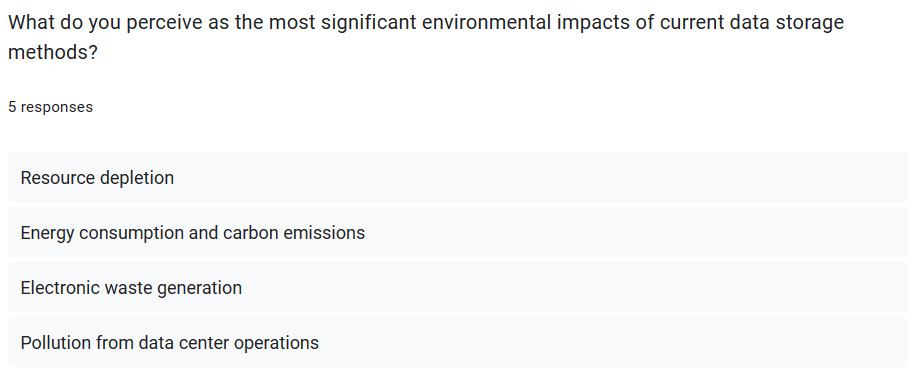 What do you perceive as the most significant environmental impacts of current data storage
methods?
5 responses
Resource depletion
Energy consumption and carbon emissions
Electronic waste generation
Pollution from data center operations